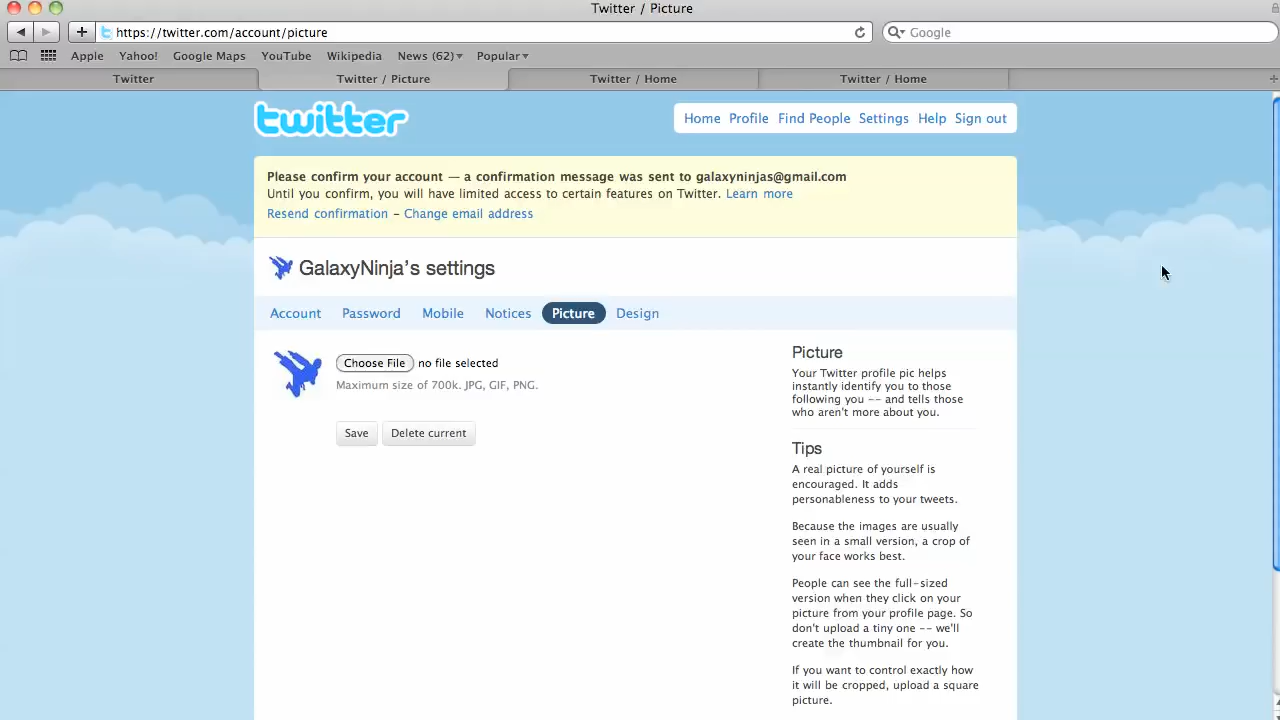 Twitter / Picture
https://twitter.com/account/picture
Google
Apple Yahoo! Google Maps YouTube Wikipedia News (62) Popular
Twitter Twitter / Picture Twitter / Home Twitter / Home
twitter
Home Profile Find People Settings Help Sign out
Please confirm your account — a confirmation message was sent to galaxyninjas@gmail.com
Until you confirm, you will have limited access to certain features on Twitter. Learn more
Resend confirmation – Change email address
GalaxyNinja's settings
Account Password Mobile Notices Picture Design
Choose File no file selected
Maximum size of 700k. JPG, GIF, PNG.
Save Delete current
Picture
Your Twitter profile pic helps
instantly identify you to those
following you -- and tells those
who aren't more about you.
Tips
A real picture of yourself is
encouraged. It adds
personableness to your tweets.
Because the images are usually
seen in a small version, a crop of
your face works best.
People can see the full-sized
version when they click on your
picture from your profile page. So
don't upload a tiny one -- we'll
create the thumbnail for you.
If you want to control exactly how
it will be cropped, upload a square
picture.